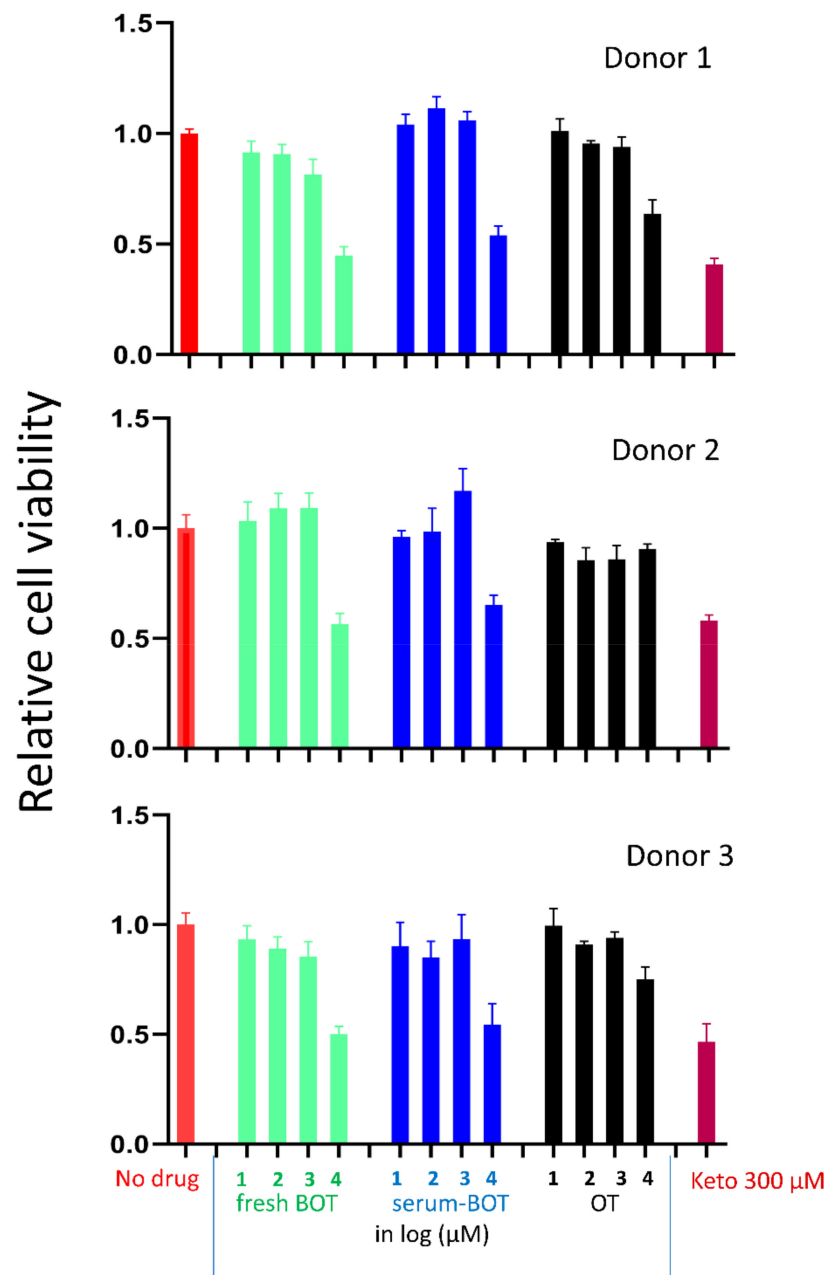 1.5
Donor 1
1.0
0.5
0.0
Relative cell viability
1.5
Donor 2
1.0
0.5
0.0
1.5
Donor 3
1.0
0.5
0.0
No drug
1 2 3 4
fresh BOT
1 2 3 4
serum-BOT
1 2 3 4
OT
Keto 300 μM
in log (μM)